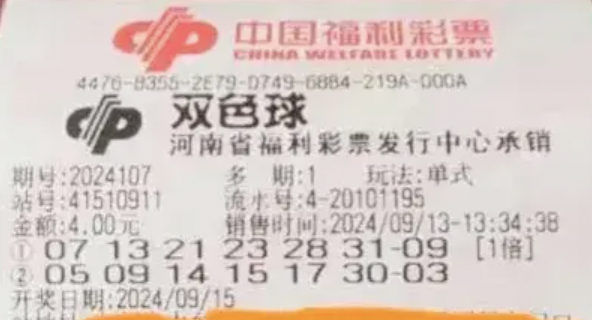 中国福利彩票
CHINA WELFARE LOTTERY
4476-B355-2E79-0749-6884-219A-000A
双色球
河南省福利彩票发行中心承销
期号:2024107 多 期:1 玩法:单式
站号:41510911 流水号:4-20101195
金额:4.00元 销售时间:2024/09/13-13:34:38
① 07 13 21 23 28 31-09 [1倍]
② 05 09 14 15 17 30-03
开奖日期:2024/09/15